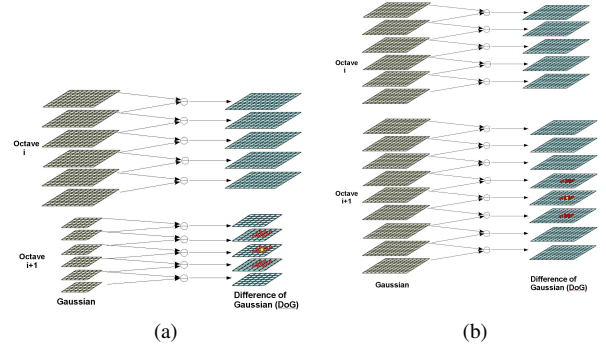 Octave
i
Octave
i+1
Gaussian
Difference of
Gaussian (DoG)
(a)
Octave
i
Octave
i+1
Gaussian
Difference of
Gaussian (DoG)
(b)